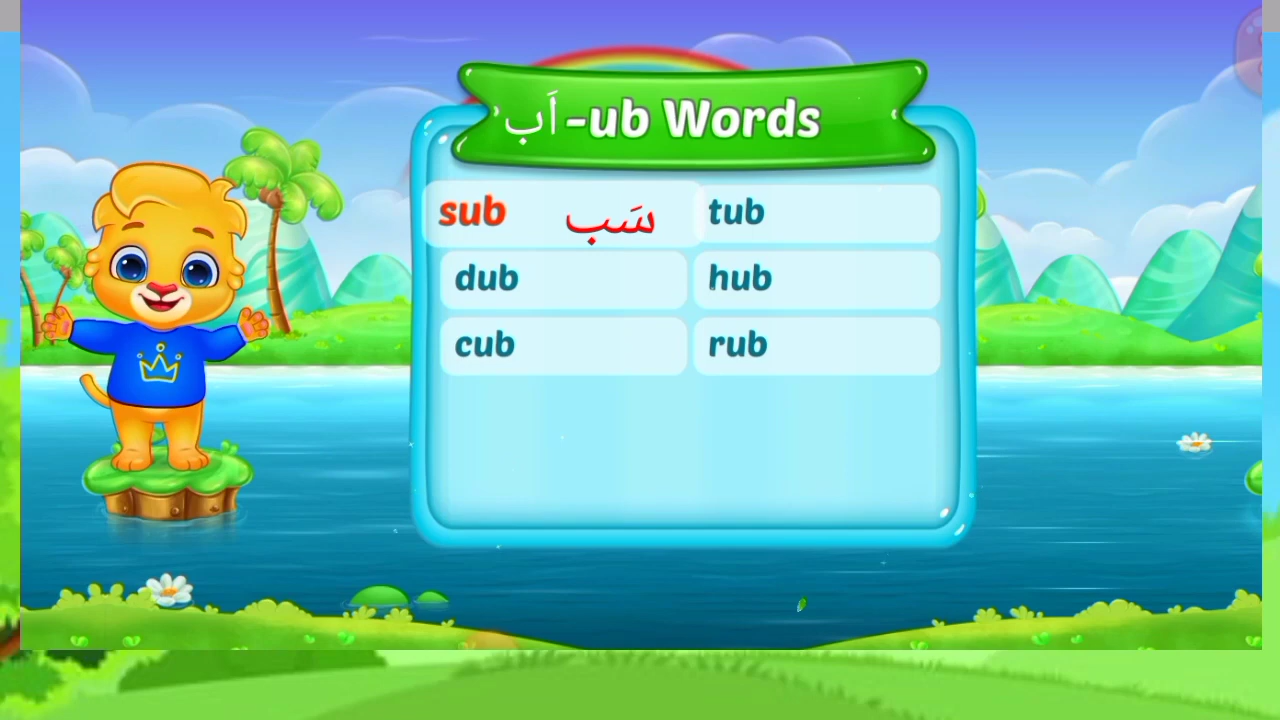 اَب -ub Words
sub سَب tub
dub hub
cub rub